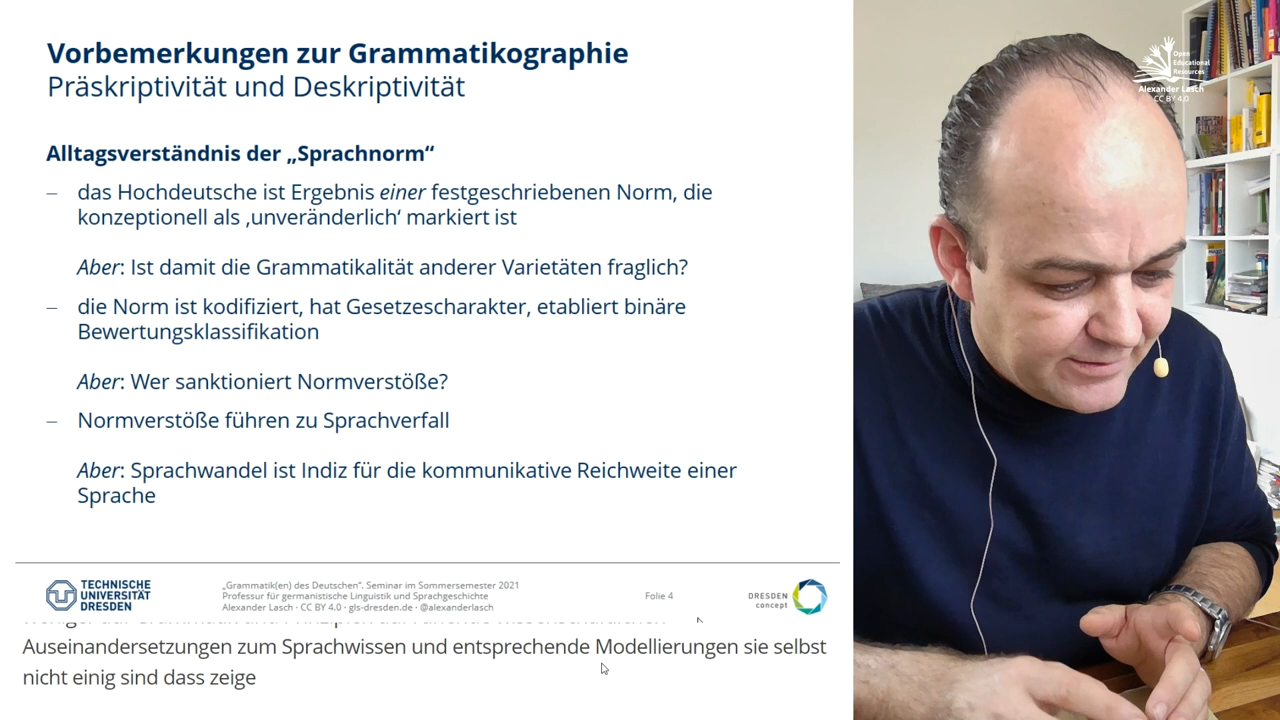 Vorbemerkungen zur Grammatikographie
Präskriptivität und Deskriptivität
Alltagsverständnis der „Sprachnorm“
– das Hochdeutsche ist Ergebnis einer festgeschriebenen Norm, die
konzeptionell als ‚unveränderlich‘ markiert ist
Aber: Ist damit die Grammatikalität anderer Varietäten fraglich?
– die Norm ist kodifiziert, hat Gesetzescharakter, etabliert binäre
Bewertungsklassifikation
Aber: Wer sanktioniert Normverstöße?
– Normverstöße führen zu Sprachverfall
Aber: Sprachwandel ist Indiz für die kommunikative Reichweite einer
Sprache
TECHNISCHE
UNIVERSITÄT
DRESDEN
„Grammatik(en) des Deutschen“. Seminar im Sommersemester 2021
Professur für germanistische Linguistik und Sprachgeschichte
Alexander Lasch · CC BY 4.0 · gls-dresden.de · @alexanderlasch
Folie 4
DRESDEN
concept
Auseinandersetzungen zum Sprachwissen und entsprechende Modellierungen sie selbst
nicht einig sind dass zeige
Open
Educational
Resources
Alexander Lasch
CC BY 4.0